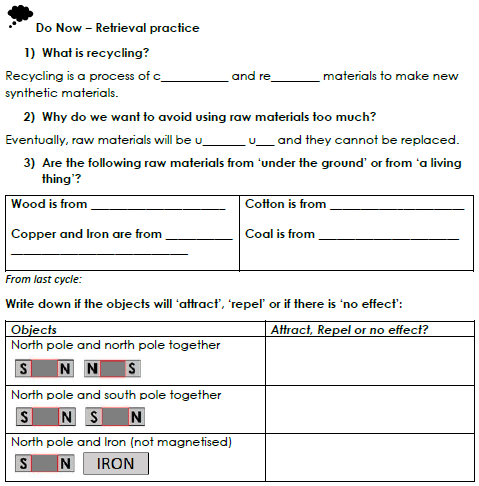 Do Now – Retrieval practice
1) What is recycling?
Recycling is a process of c___________ and re________ materials to make new
synthetic materials.
2) Why do we want to avoid using raw materials too much?
Eventually, raw materials will be u_______ u___ and they cannot be replaced.
3) Are the following raw materials from ‘under the ground’ or from ‘a living
thing’?
Wood is from ______________________
Copper and Iron are from ___________
_____________________________
Cotton is from ______________________
Coal is from _______________________
From last cycle:
Write down if the objects will ‘attract’, ‘repel’ or if there is ‘no effect’:
Objects
Attract, Repel or no effect?
North pole and north pole together
S N N S
North pole and south pole together
S N S N
North pole and Iron (not magnetised)
S N IRON